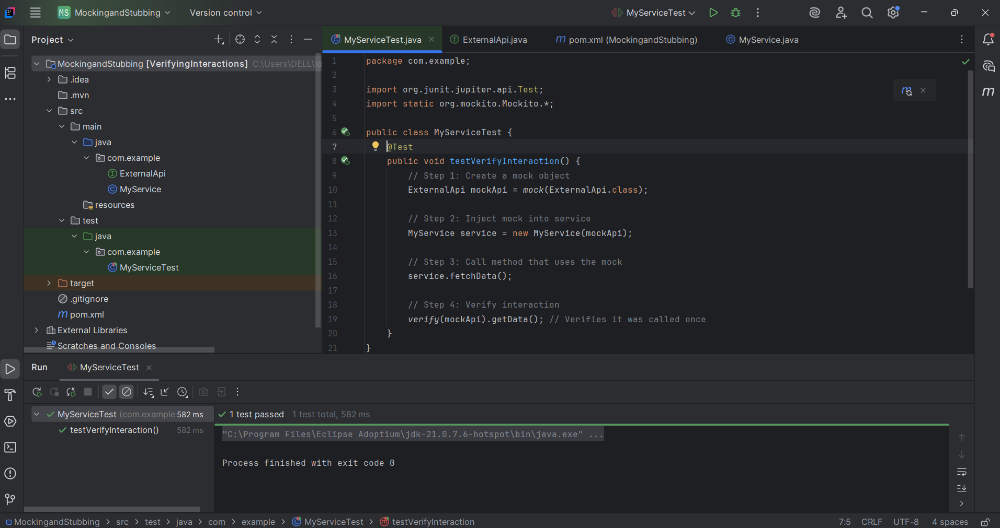 MS MockingandStubbing Version control MyServiceTest
Project
MyServiceTest.java ExternalApi.java m pom.xml (MockingandStubbing) MyService.java
MockingandStubbing [VerifyingInteractions] C:\Users\DELL\Id
.idea
.mvn
src
main
java
com.example
ExternalApi
MyService
resources
test
java
com.example
MyServiceTest
target
.gitignore
m pom.xml
External Libraries
Scratches and Consoles
1 package com.example;
2
3 import org.junit.jupiter.api.Test;
4 import static org.mockito.Mockito.*;
5
6 public class MyServiceTest {
7 @Test
8 public void testVerifyInteraction() {
9 // Step 1: Create a mock object
10 ExternalApi mockApi = mock(ExternalApi.class);
11
12 // Step 2: Inject mock into service
13 MyService service = new MyService(mockApi);
14
15 // Step 3: Call method that uses the mock
16 service.fetchData();
17
18 // Step 4: Verify interaction
19 verify(mockApi).getData(); // Verifies it was called once
20 }
21 }
Run MyServiceTest
MyServiceTest (com.example 582 ms
testVerifyInteraction() 582 ms
1 test passed 1 test total, 582 ms
"C:\Program Files\Eclipse Adoptium\jdk-21.0.7.6-hotspot\bin\java.exe" ...
Process finished with exit code 0
MockingandStubbing > src > test > java > com > example > MyServiceTest > testVerifyInteraction 7:5 CRLF UTF-8 4 spaces